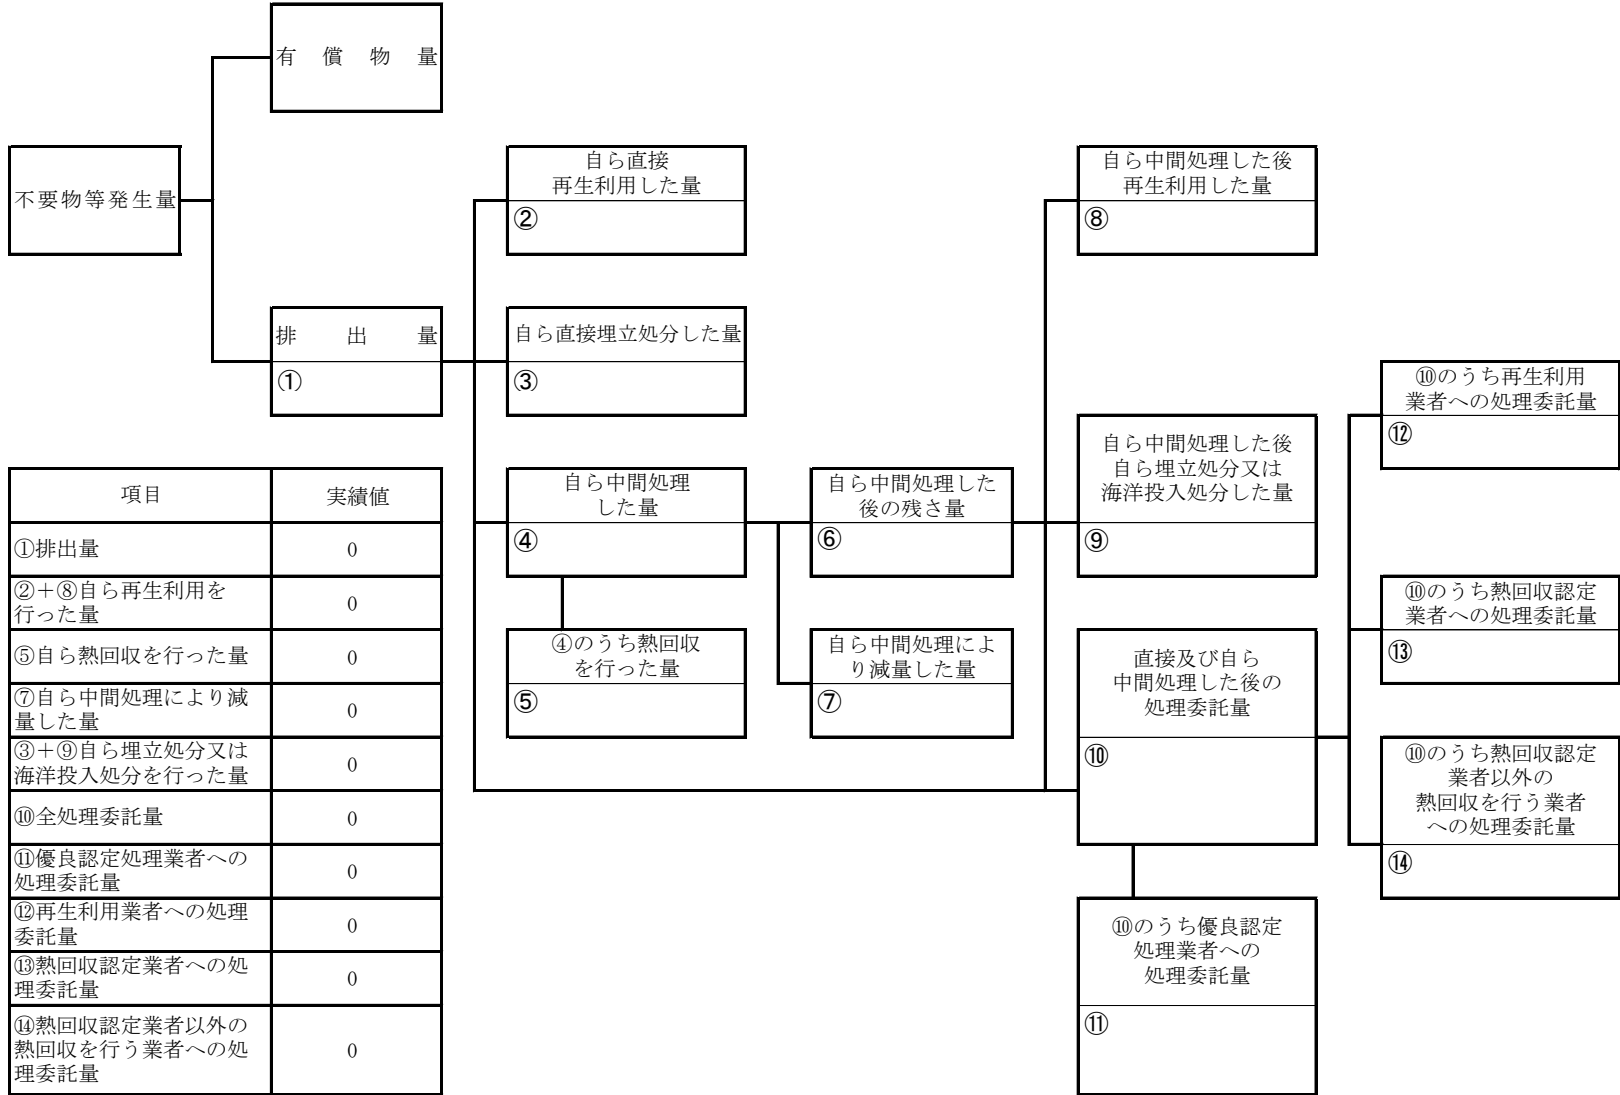 有償物量
不要物等発生量
排出量
①
自ら直接
再生利用した量
②
自ら直接埋立処分した量
③
自ら中間処理
した量
④
④のうち熱回収
を行った量
⑤
自ら中間処理した
後の残さ量
⑥
自ら中間処理によ
り減量した量
⑦
自ら中間処理した後
再生利用した量
⑧
自ら中間処理した後
自ら埋立処分又は
海洋投入処分した量
⑨
直接及び自ら
中間処理した後の
処理委託量
⑩
⑩のうち優良認定
処理業者への
処理委託量
⑪
⑩のうち再生利用
業者への処理委託量
⑫
⑩のうち熱回収認定
業者への処理委託量
⑬
⑩のうち熱回収認定
業者以外の
熱回収を行う業者
への処理委託量
⑭
項目 実績値
①排出量 0
②+⑧自ら再生利用を
行った量 0
⑤自ら熱回収を行った量 0
⑦自ら中間処理により減
量した量 0
③+⑨自ら埋立処分又は
海洋投入処分を行った量 0
⑩全処理委託量 0
⑪優良認定処理業者への
処理委託量 0
⑫再生利用業者への処理
委託量 0
⑬熱回収認定業者への処
理委託量 0
⑭熱回収認定業者以外の
熱回収を行う業者への処
理委託量 0